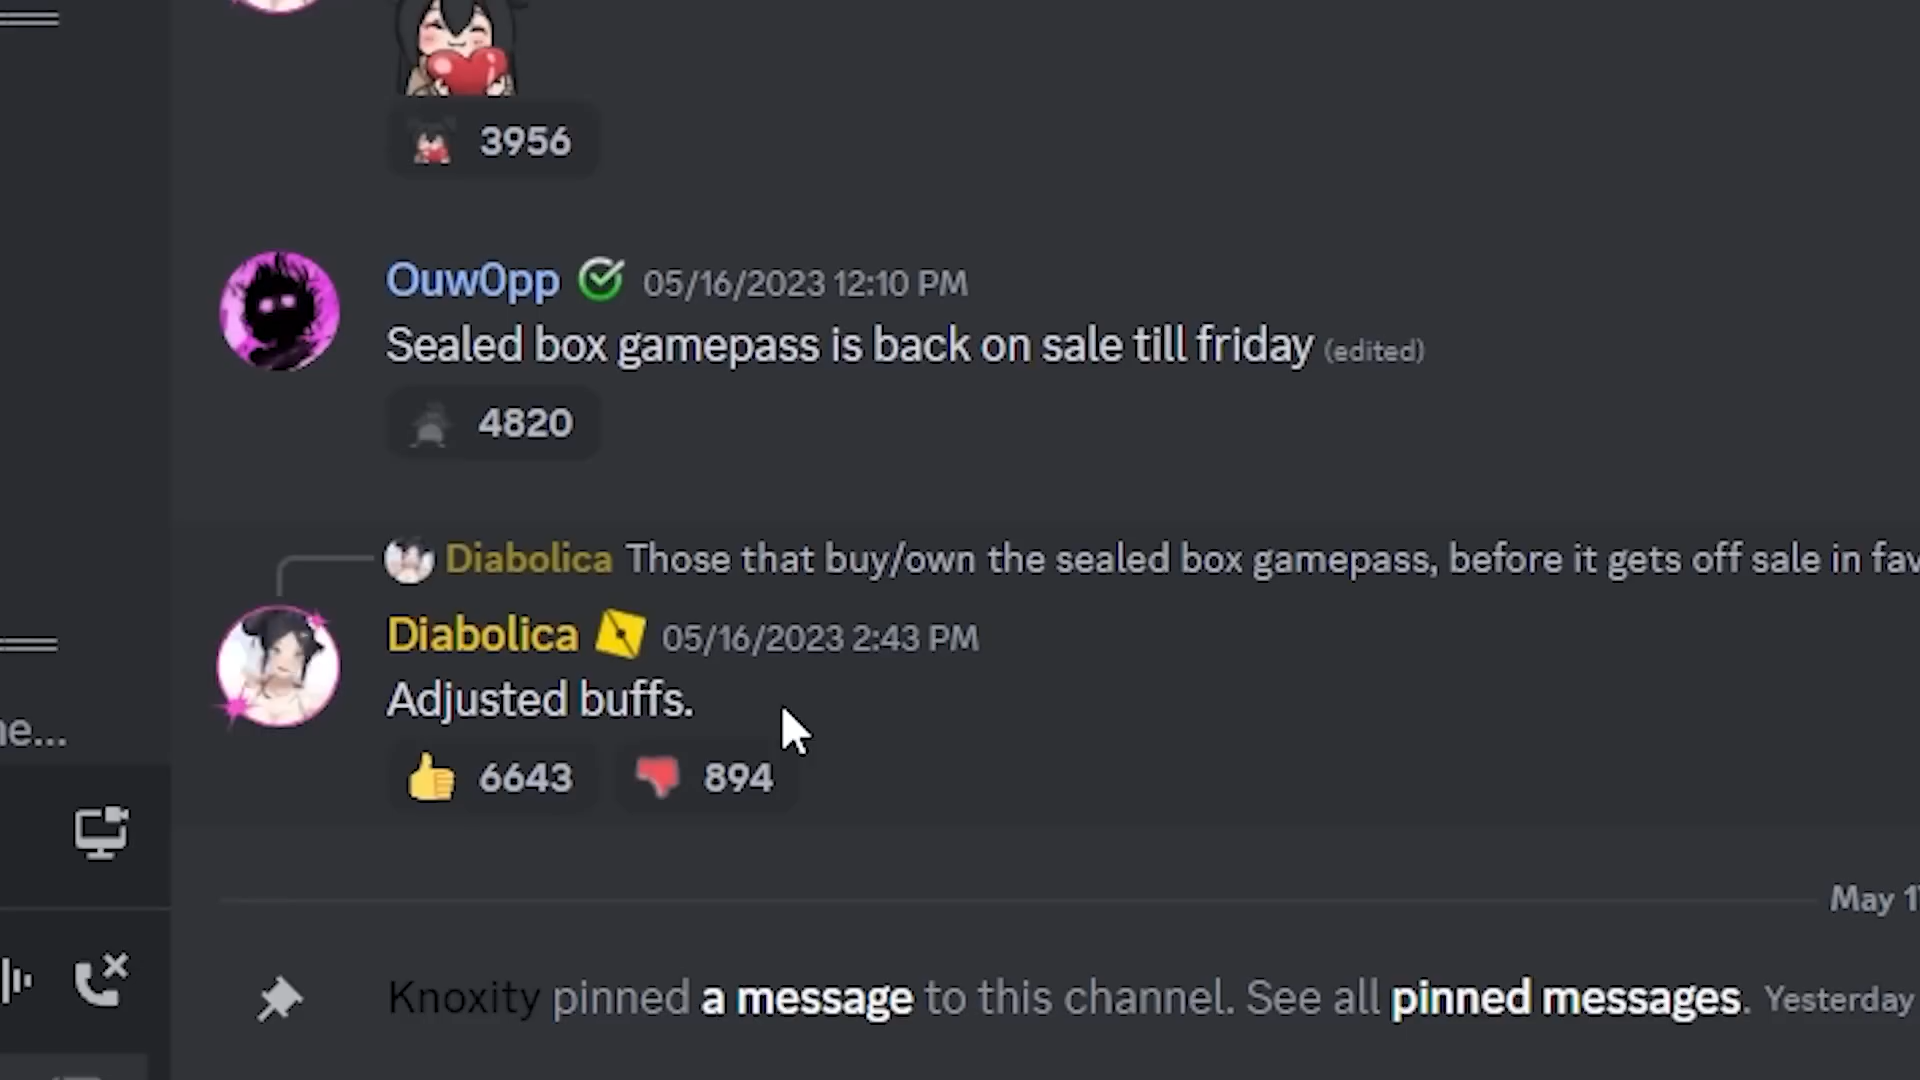 3956
Ouw0pp 05/16/2023 12:10 PM
Sealed box gamepass is back on sale till friday (edited)
4820
Diabolica Those that buy/own the sealed box gamepass, before it gets off sale in fav
Diabolica 05/16/2023 2:43 PM
Adjusted buffs.
ne...
6643 894
May 17
Knoxity pinned a message to this channel. See all pinned messages. Yesterday